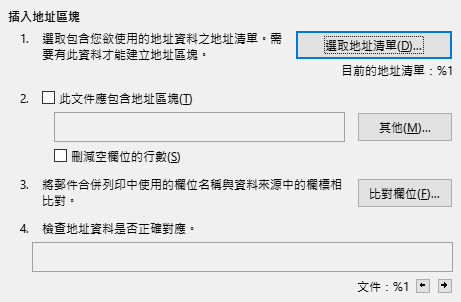 插入地址區塊
1. 選取包含您欲使用的地址資料之地址清單。需 選取地址清單(D)...
要有此資料才能建立地址區塊。
目前的地址清單：%1
2. 此文件應包含地址區塊(T)
其他(M)...
刪減空欄位的行數(S)
3. 將郵件合併列印中使用的欄位名稱與資料來源中的欄標相 比對欄位(F)...
比對。
4. 檢查地址資料是否正確對應。
文件：%1